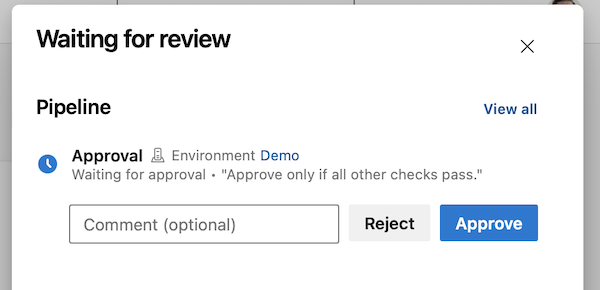 Waiting for review
Pipeline
View all
Approval Environment Demo
Waiting for approval • "Approve only if all other checks pass."
Comment (optional)
Reject
Approve